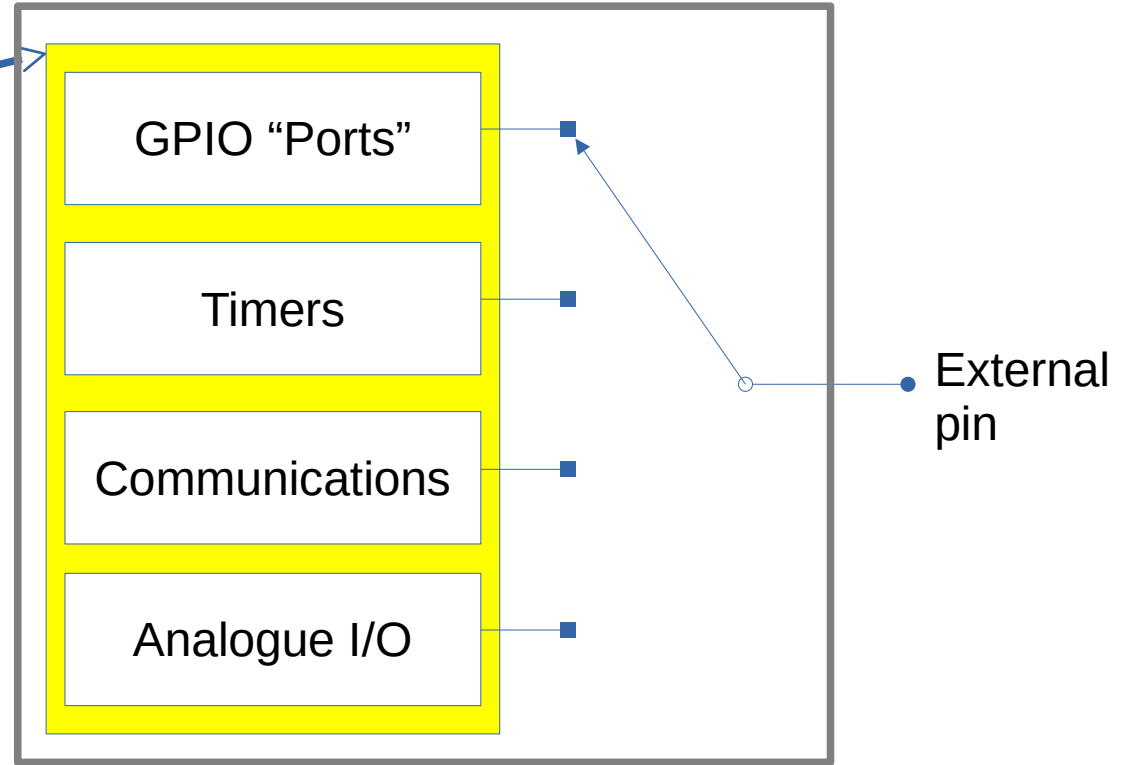 GPIO “Ports”
Timers
External
pin
Communications
Analogue I/O